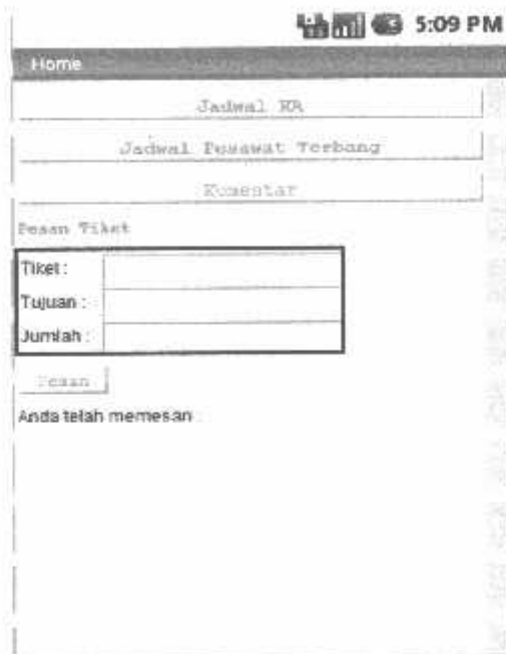 5:09 PM
Home
Jadwal KA
Jadwal Pesawat Terbang
Komentar
Pesan Tiket
Tiket :
Tujuan :
Jumlah :
Pesan
Anda telah memesan :